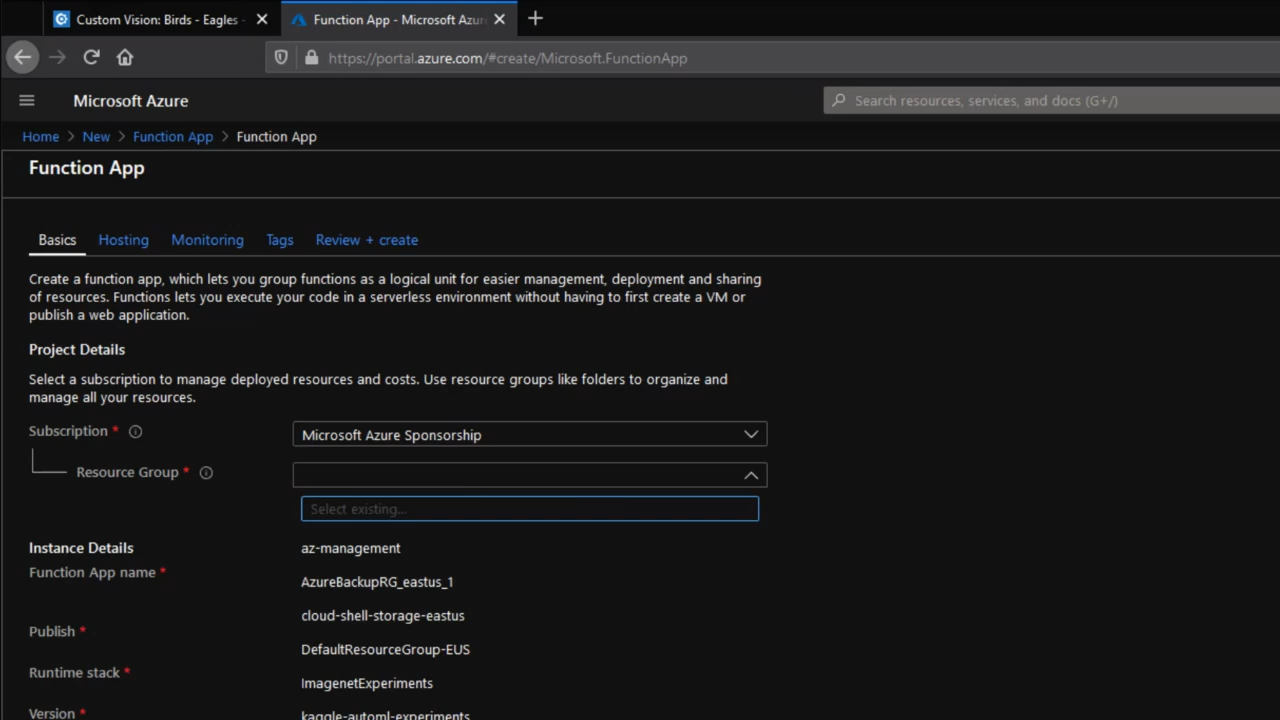 Custom Vision: Birds - Eagles -
Function App - Microsoft Azur
https://portal.azure.com/#create/Microsoft.FunctionApp
Microsoft Azure
Search resources, services, and docs (G+/)
Home > New > Function App > Function App
Function App
Basics Hosting Monitoring Tags Review + create
Create a function app, which lets you group functions as a logical unit for easier management, deployment and sharing
of resources. Functions lets you execute your code in a serverless environment without having to first create a VM or
publish a web application.
Project Details
Select a subscription to manage deployed resources and costs. Use resource groups like folders to organize and
manage all your resources.
Subscription *
Microsoft Azure Sponsorship
Resource Group *
Select existing...
Instance Details
az-management
Function App name *
AzureBackupRG_eastus_1
cloud-shell-storage-eastus
Publish *
DefaultResourceGroup-EUS
Runtime stack *
ImagenetExperiments
Version *
kaggle-automl-experiments